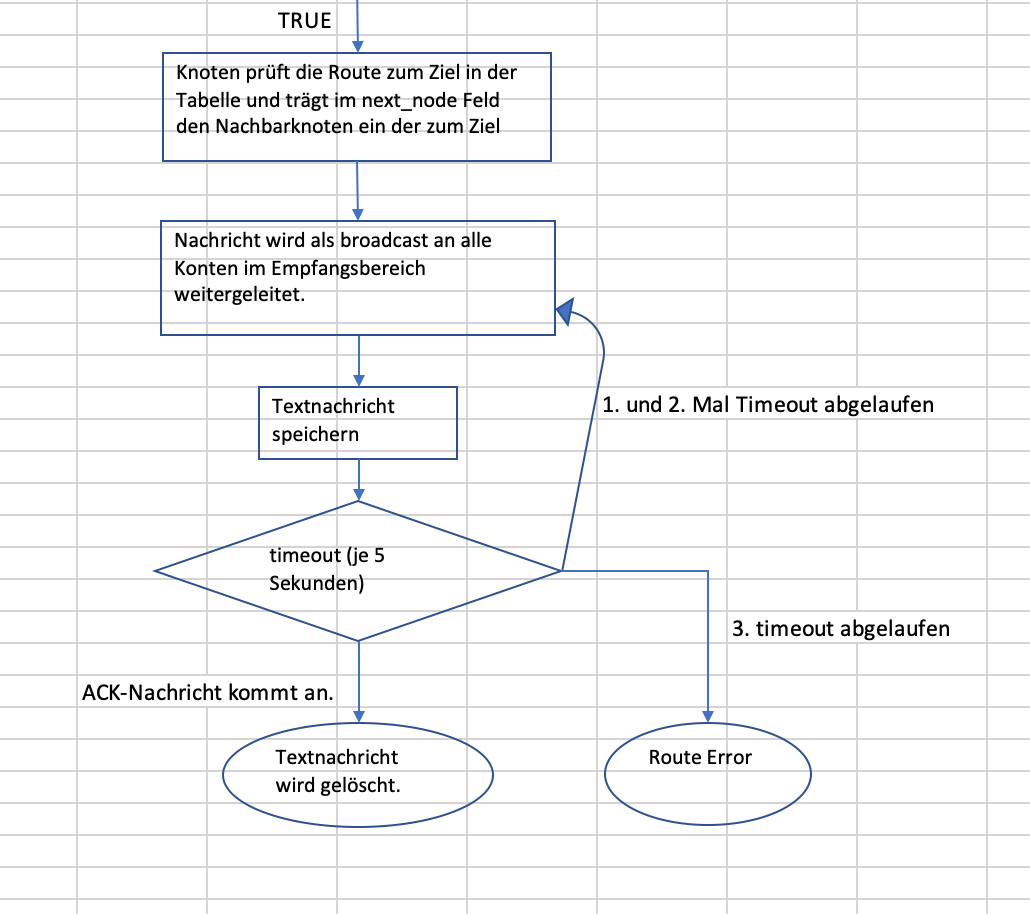 TRUE
Knoten prüft die Route zum Ziel in der
Tabelle und trägt im next_node Feld
den Nachbarknoten ein der zum Ziel
Nachricht wird als broadcast an alle
Konten im Empfangsbereich
weitergeleitet.
1. und 2. Mal Timeout abgelaufen
Textnachricht
speichern
timeout (je 5
Sekunden)
3. timeout abgelaufen
ACK-Nachricht kommt an.
Textnachricht
wird gelöscht.
Route Error